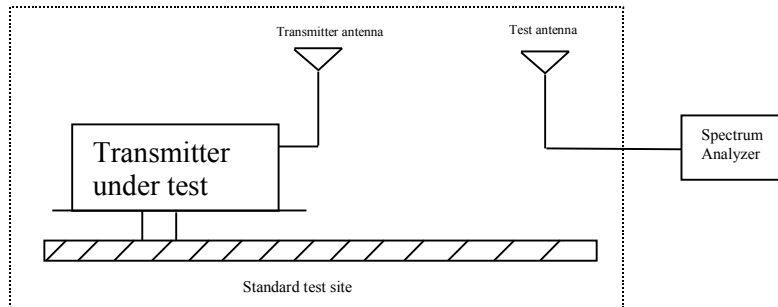 Transmitter antenna
Test antenna
Transmitter
under test
Spectrum
Analyzer
Standard test site